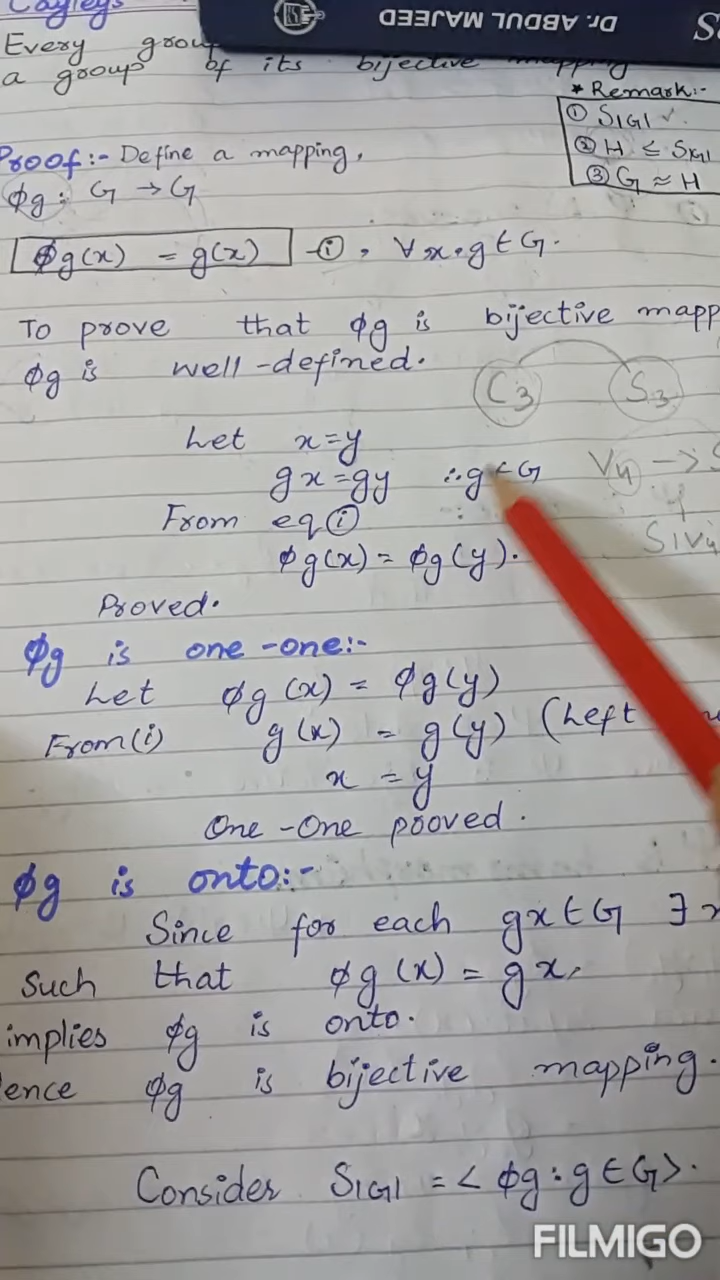 Cayleys
Dr. ABDUL MAJEED
Every group
a group of its bijective mapping
* Remark:-
① S|G| ✓
② H ≤ S|G|
③ G ≈ H
Proof:- Define a mapping,
ϕg : G → G
ϕg(x) = g(x) -①, ∀ x, g ∈ G.
To prove that ϕg is bijective mapp
ϕg is well-defined.
C3 S3
Let x=y
gx=gy ∴ g ∈ G
V4 → S
From eq①
S|V4
ϕg(x) = ϕg(y).
Proved.
ϕg is one-one:-
Let ϕg(x) = ϕg(y)
From(i) g(x) = g(y) (Left
x = y
One-One pooved.
ϕg is onto:-
Since for each gx ∈ G ∃ x
Such that ϕg(x) = gx,
implies ϕg is onto.
ence ϕg is bijective mapping.
Consider S|G| = < ϕg : g ∈ G >.
FILMIGO